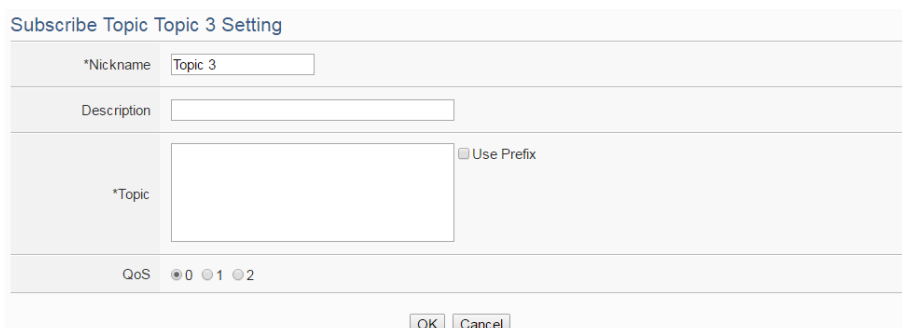 Subscribe Topic Topic 3 Setting
*Nickname Topic 3
Description
Use Prefix
*Topic
QoS 0 1 2
OK Cancel